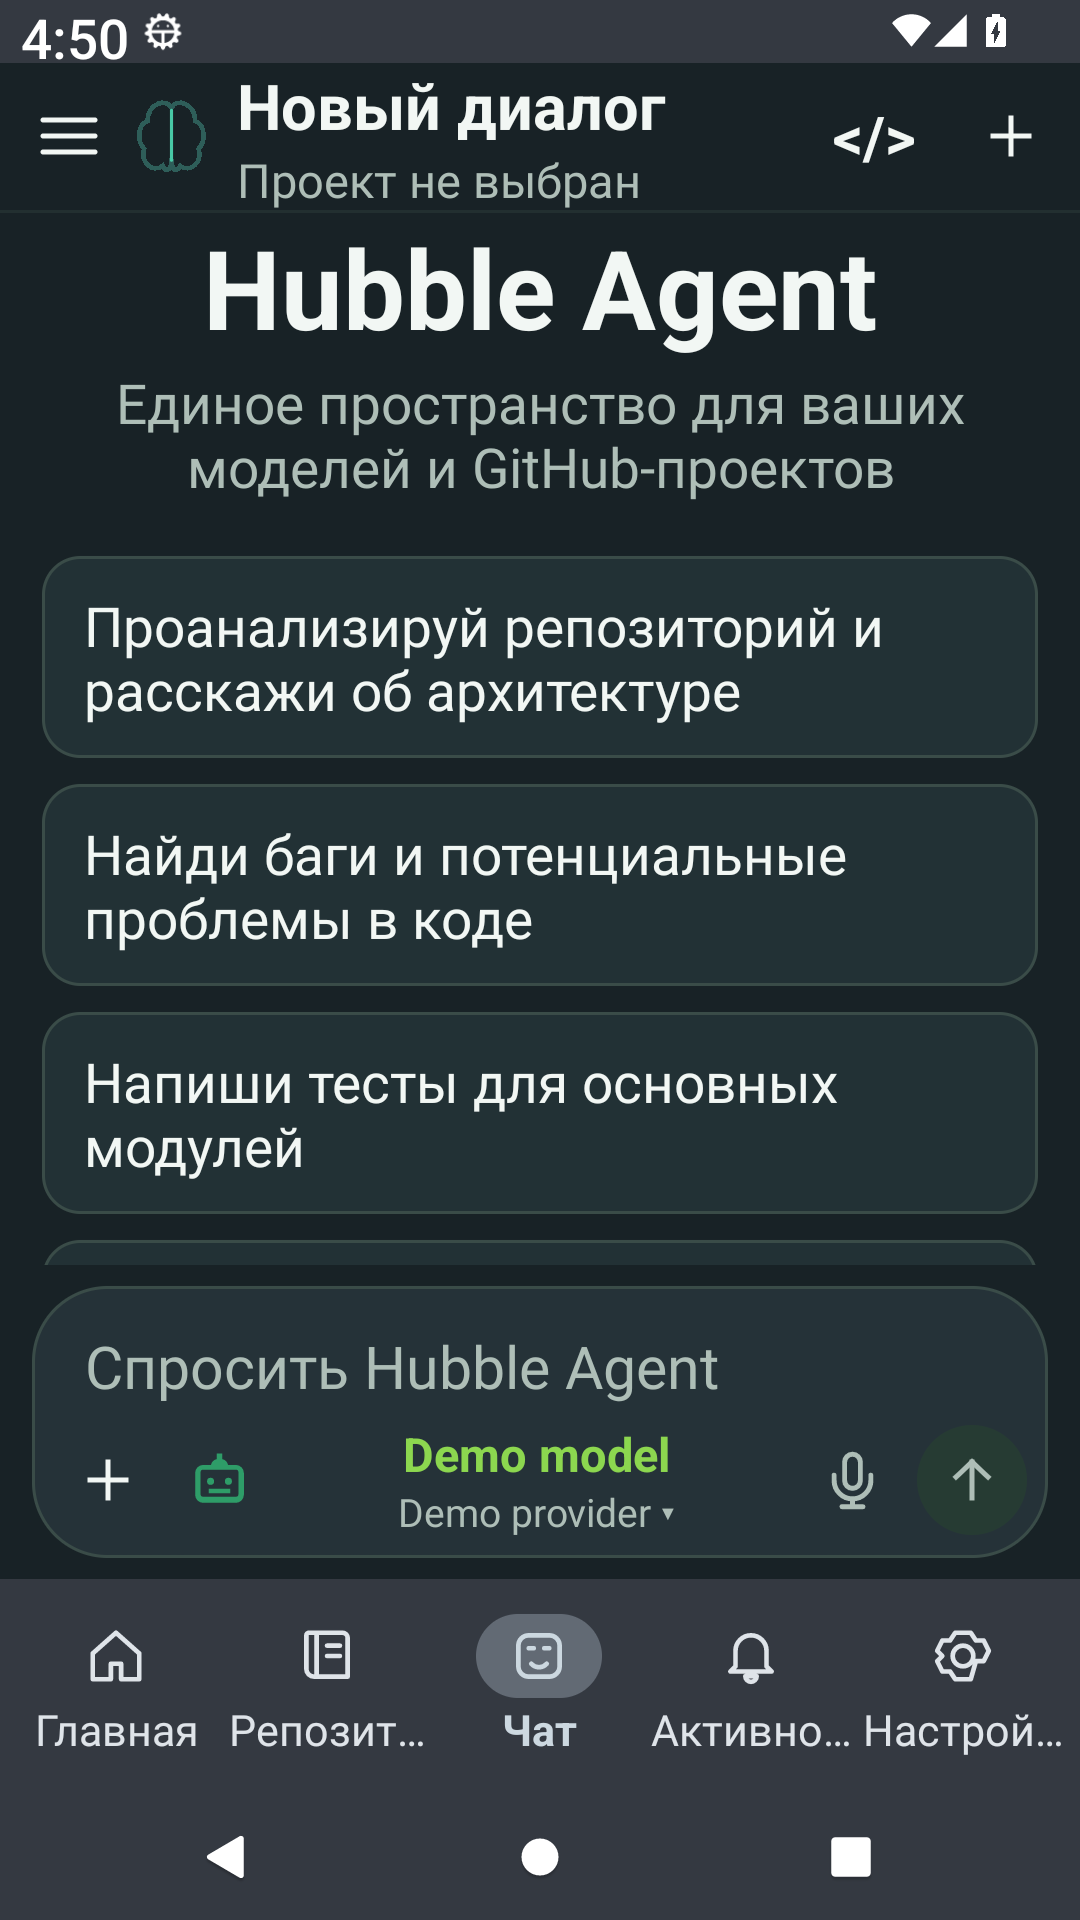 4:50
Новый диалог
Проект не выбран
</>
Hubble Agent
Единое пространство для ваших
моделей и GitHub-проектов
Проанализируй репозиторий и
расскажи об архитектуре
Найди баги и потенциальные
проблемы в коде
Напиши тесты для основных
модулей
Спросить Hubble Agent
Demo model
Demo provider ▾
Главная
Репозит…
Чат
Активно…
Настрой…